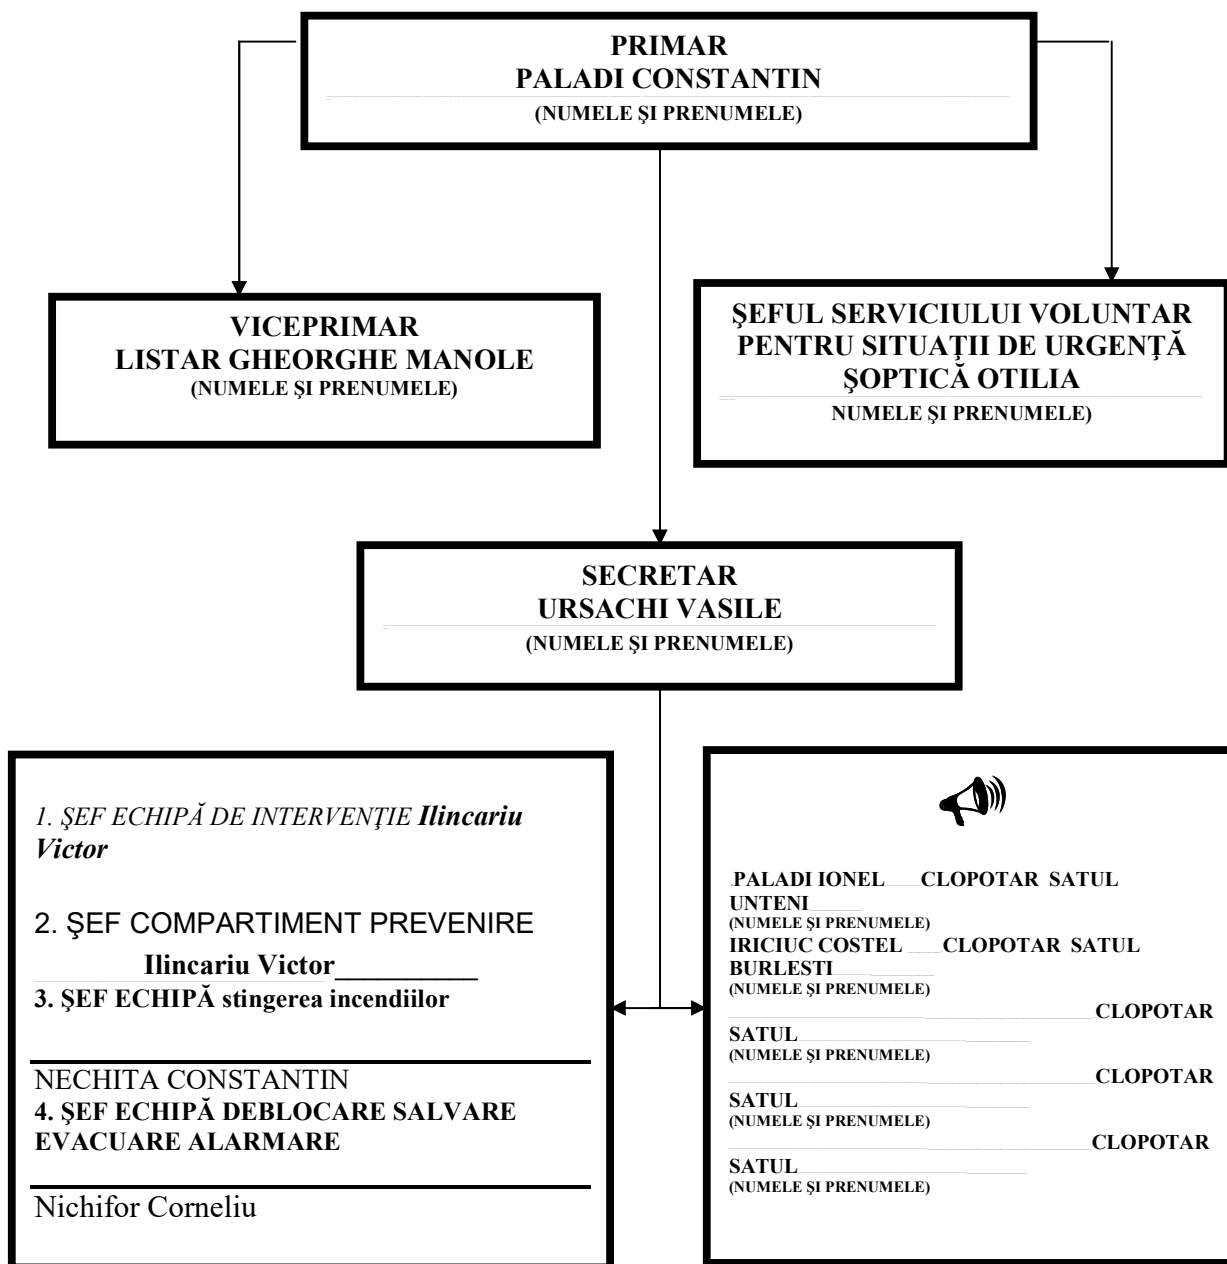 PRIMAR
PALADI CONSTANTIN
(NUMELE ŞI PRENUMELE)
VICEPRIMAR
LISTAR GHEORGHE MANOLE
(NUMELE ŞI PRENUMELE)
ŞEFUL SERVICIULUI VOLUNTAR
PENTRU SITUAŢII DE URGENŢĂ
ŞOPTICĂ OTILIA
NUMELE ŞI PRENUMELE)
SECRETAR
URSACHI VASILE
(NUMELE ŞI PRENUMELE)
1. ŞEF ECHIPĂ DE INTERVENŢIE Ilincariu
Victor
2. ŞEF COMPARTIMENT PREVENIRE
Ilincariu Victor__________
3. ŞEF ECHIPĂ stingerea incendiilor
NECHITA CONSTANTIN
4. ŞEF ECHIPĂ DEBLOCARE SALVARE
EVACUARE ALARMARE
Nichifor Corneliu
PALADI IONEL CLOPOTAR SATUL
UNTENI
(NUMELE ŞI PRENUMELE)
IRICIUC COSTEL CLOPOTAR SATUL
BURLESTI
(NUMELE ŞI PRENUMELE)
CLOPOTAR
SATUL
(NUMELE ŞI PRENUMELE)
CLOPOTAR
SATUL
(NUMELE ŞI PRENUMELE)
CLOPOTAR
SATUL
(NUMELE ŞI PRENUMELE)